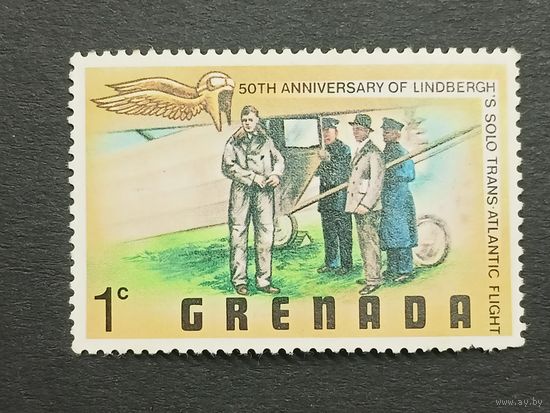 50TH ANNIVERSARY OF LINDBERGH'S SOLO TRANS-ATLANTIC FLIGHT
1c GRENADA
www.ay.by